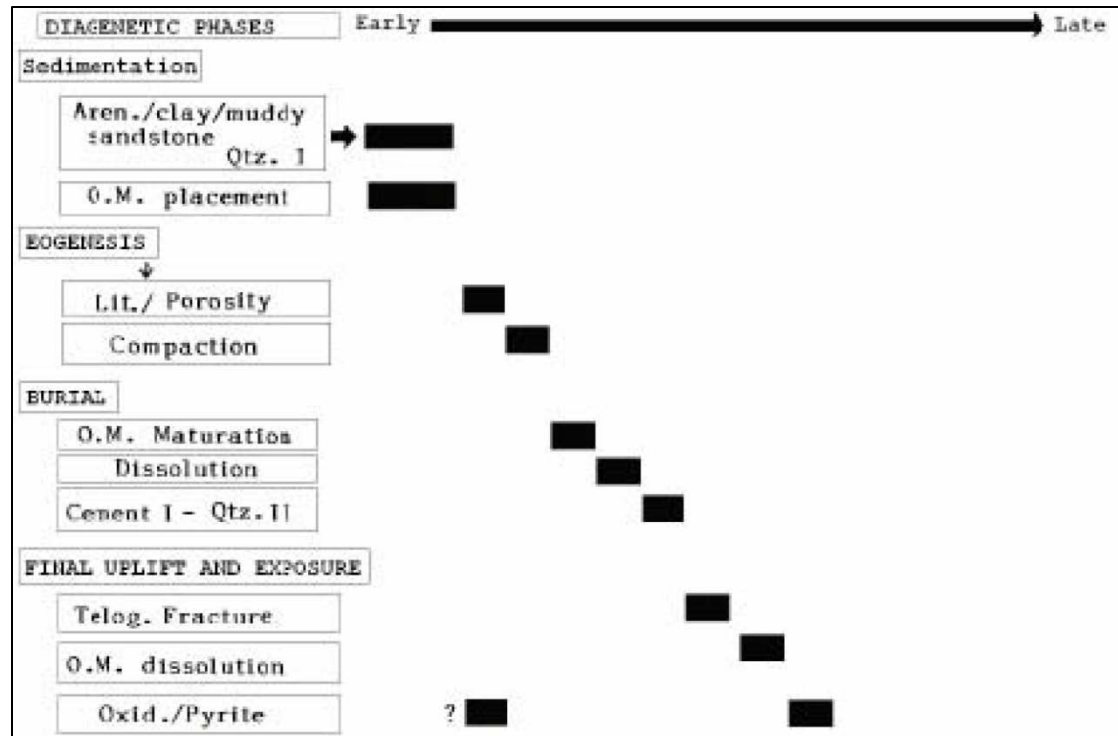 DIAGENETIC PHASES Early Late
Sedimentation
Aren./clay/muddy
sandstone
Qtz. I
O.M. placement
EOGENESIS
Lit./ Porosity
Compaction
BURIAL
O.M. Maturation
Dissolution
Cement I - Qtz.II
FINAL UPLIFT AND EXPOSURE
Telog. Fracture
O.M. dissolution
Oxid./Pyrite ?